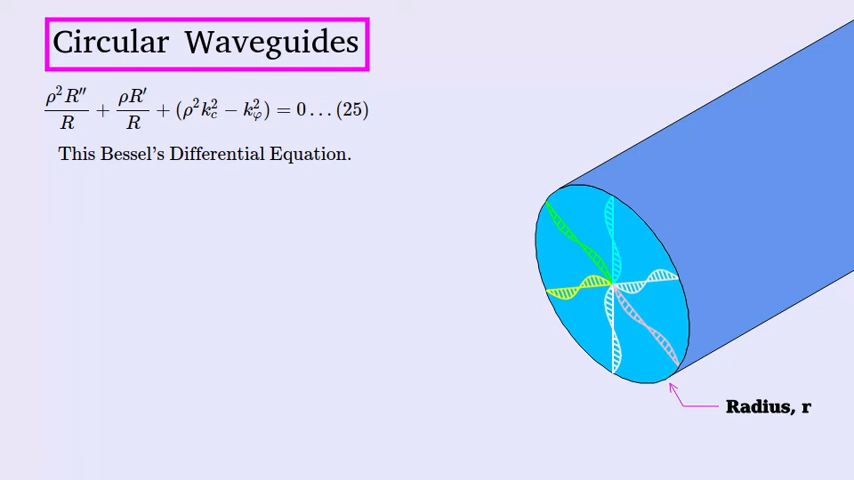 Circular Waveguides
ρ²R″/R + ρR′/R + (ρ²k_c² − k_φ²) = 0 … (25)
This Bessel's Differential Equation.
Radius, r